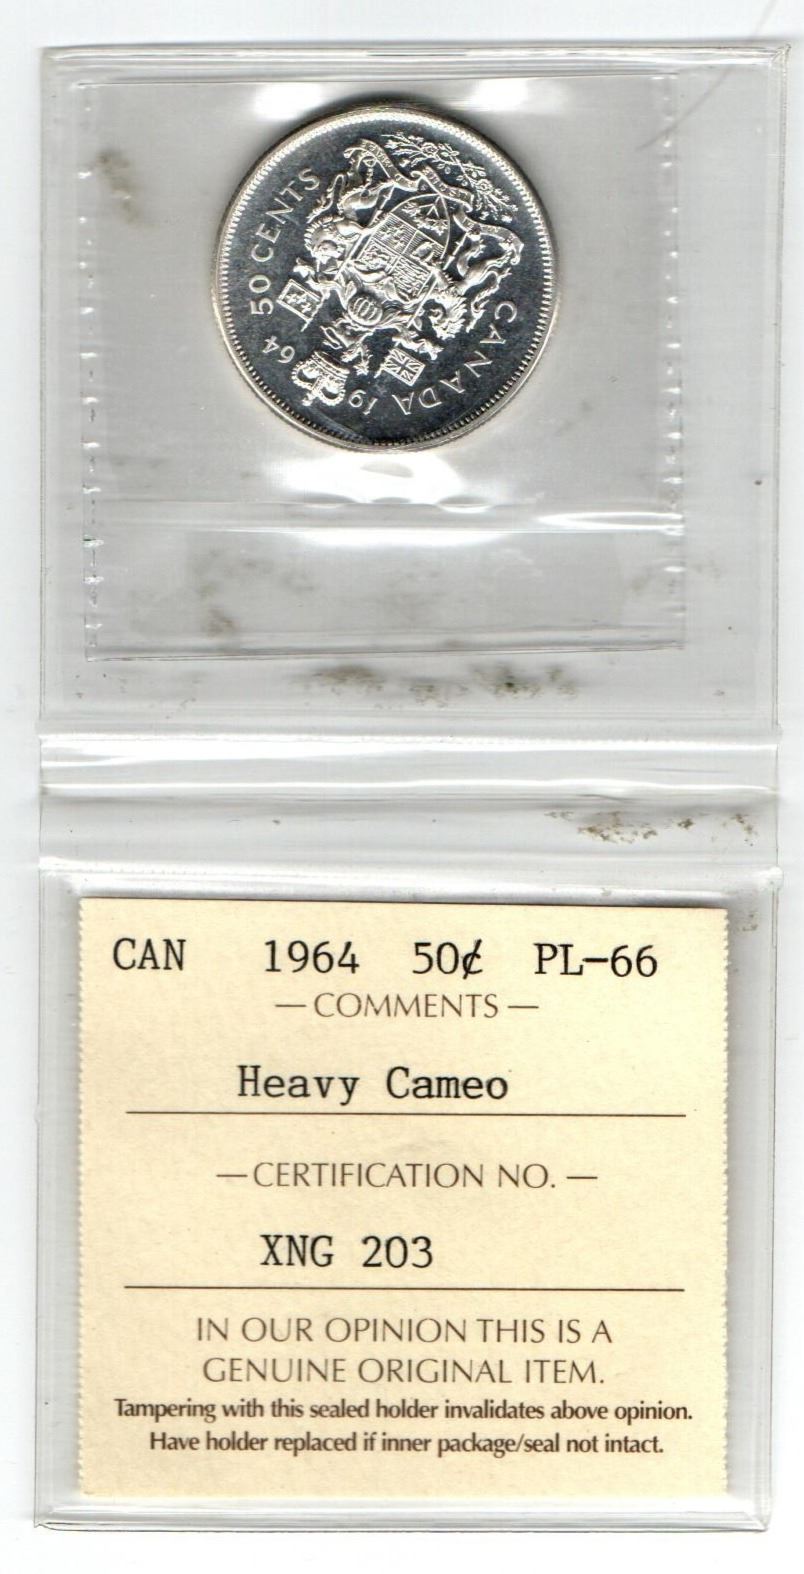 50 CENTS
CANADA
19 64
CAN 1964 50¢ PL-66
— COMMENTS —
Heavy Cameo
— CERTIFICATION NO. —
XNG 203
IN OUR OPINION THIS IS A
GENUINE ORIGINAL ITEM.
Tampering with this sealed holder invalidates above opinion.
Have holder replaced if inner package/seal not intact.